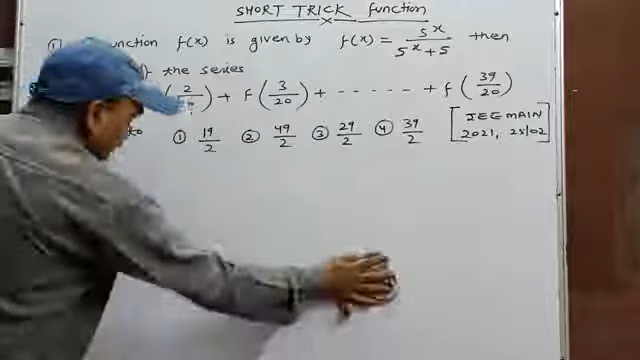 SHORT TRICK function
function f(x) is given by f(x) = 5^x / (5^x + 5) then
the series
(2/ ) + f(3/20) + - - - - - + f(39/20)
to ① 19/2 ② 49/2 ③ 29/2 ④ 39/2 [JEE MAIN 2021, 25/02]